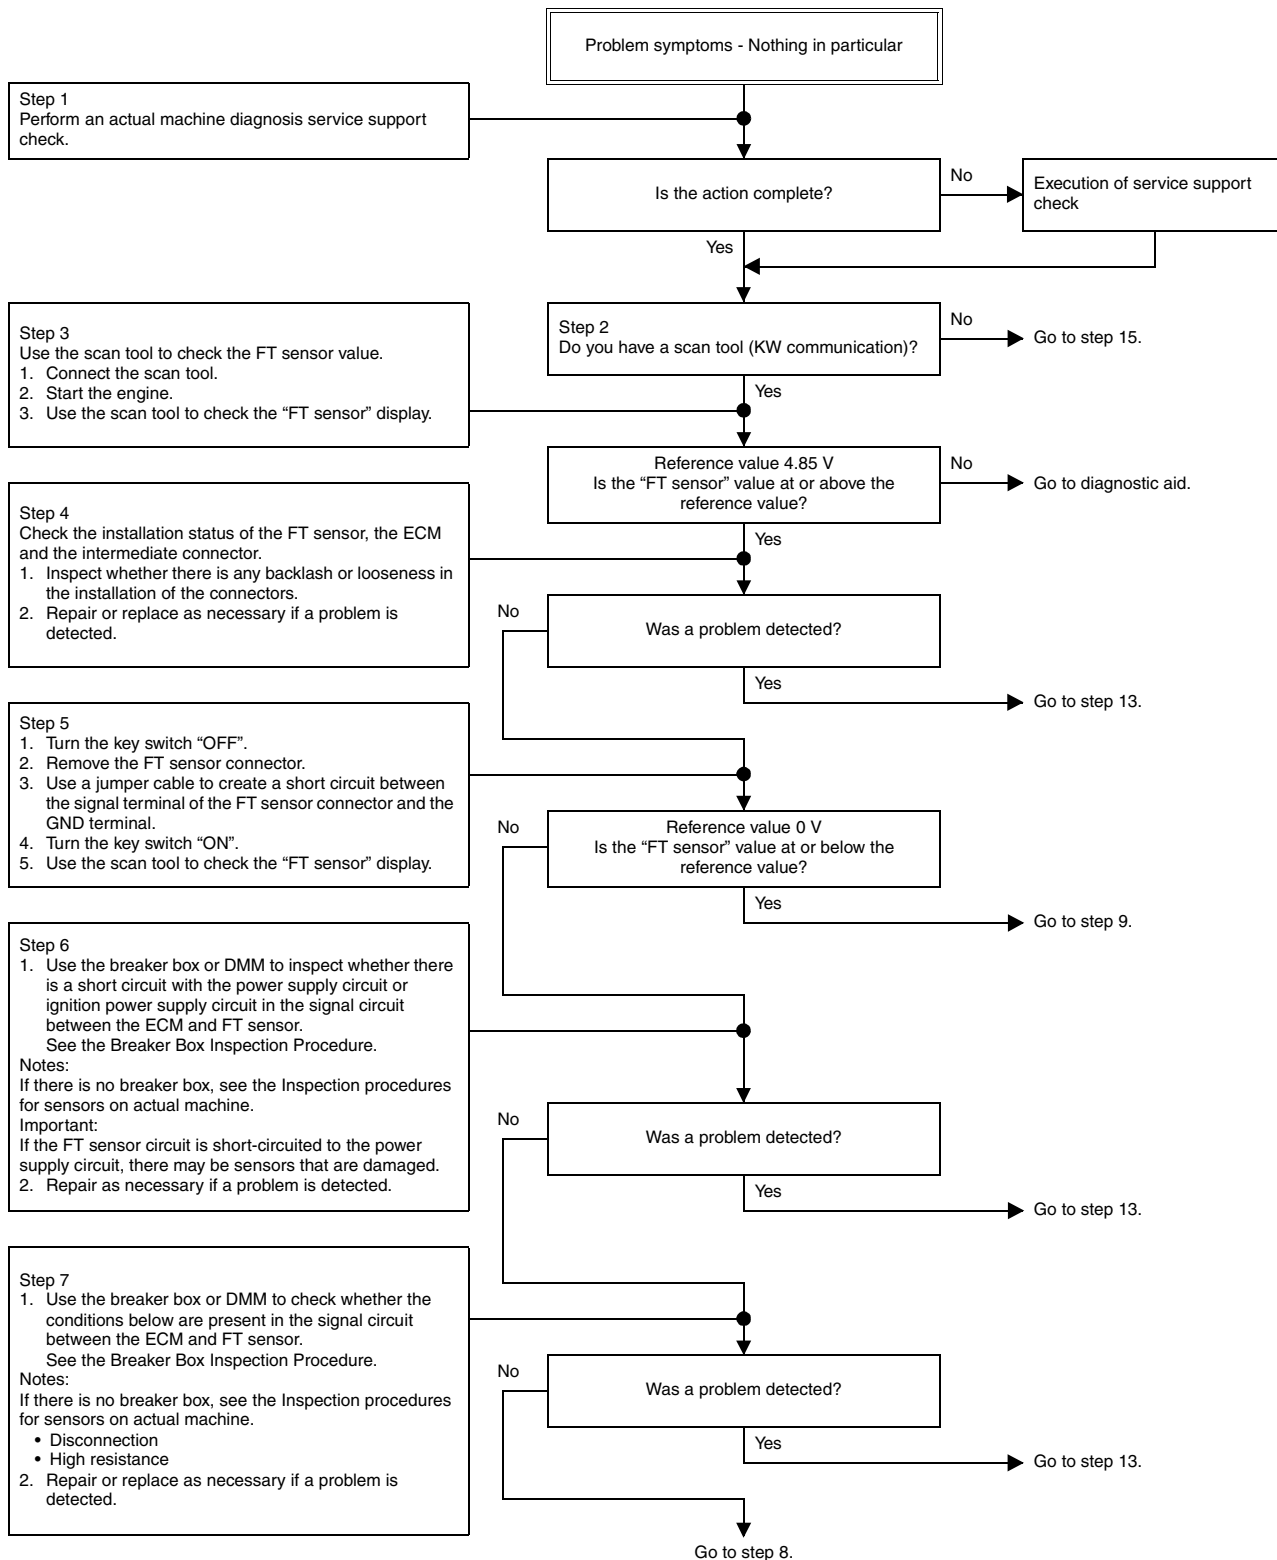 Problem symptoms - Nothing in particular
Step 1
Perform an actual machine diagnosis service support
check.
Is the action complete?
No
Execution of service support
check
Yes
Step 2
Do you have a scan tool (KW communication)?
No
Go to step 15.
Yes
Step 3
Use the scan tool to check the FT sensor value.
1. Connect the scan tool.
2. Start the engine.
3. Use the scan tool to check the “FT sensor” display.
Reference value 4.85 V
Is the “FT sensor” value at or above the
reference value?
No
Go to diagnostic aid.
Yes
Step 4
Check the installation status of the FT sensor, the ECM
and the intermediate connector.
1. Inspect whether there is any backlash or looseness in
the installation of the connectors.
2. Repair or replace as necessary if a problem is
detected.
No
Was a problem detected?
Yes
Go to step 13.
Step 5
1. Turn the key switch “OFF”.
2. Remove the FT sensor connector.
3. Use a jumper cable to create a short circuit between
the signal terminal of the FT sensor connector and the
GND terminal.
4. Turn the key switch “ON”.
5. Use the scan tool to check the “FT sensor” display.
No
Reference value 0 V
Is the “FT sensor” value at or below the
reference value?
Yes
Go to step 9.
Step 6
1. Use the breaker box or DMM to inspect whether there
is a short circuit with the power supply circuit or
ignition power supply circuit in the signal circuit
between the ECM and FT sensor.
See the Breaker Box Inspection Procedure.
Notes:
If there is no breaker box, see the Inspection procedures
for sensors on actual machine.
Important:
If the FT sensor circuit is short-circuited to the power
supply circuit, there may be sensors that are damaged.
2. Repair as necessary if a problem is detected.
No
Was a problem detected?
Yes
Go to step 13.
Step 7
1. Use the breaker box or DMM to check whether the
conditions below are present in the signal circuit
between the ECM and FT sensor.
See the Breaker Box Inspection Procedure.
Notes:
If there is no breaker box, see the Inspection procedures
for sensors on actual machine.
• Disconnection
• High resistance
2. Repair or replace as necessary if a problem is
detected.
No
Was a problem detected?
Yes
Go to step 13.
Go to step 8.